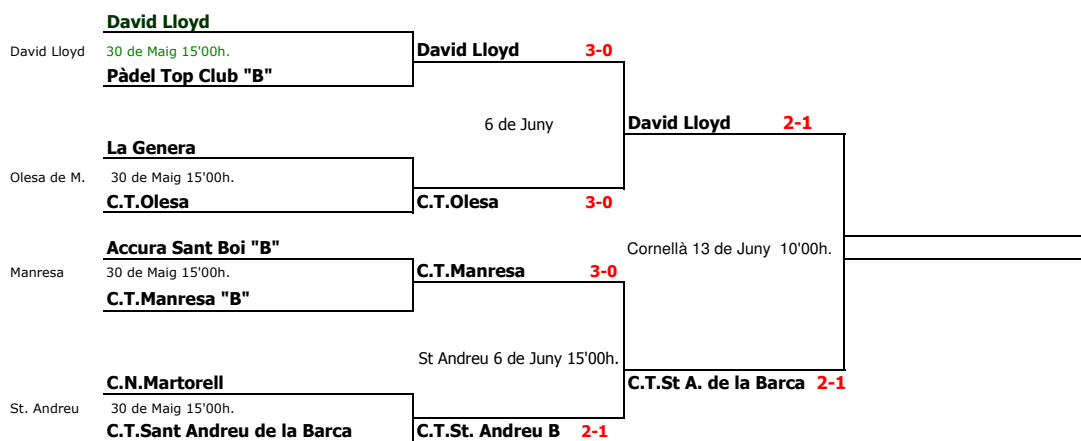 David Lloyd
David Lloyd 30 de Maig 15'00h. David Lloyd 3-0
Pàdel Top Club "B"
6 de Juny David Lloyd 2-1
La Genera
Olesa de M. 30 de Maig 15'00h.
C.T.Olesa C.T.Olesa 3-0
Accura Sant Boi "B" Cornellà 13 de Juny 10'00h.
Manresa 30 de Maig 15'00h. C.T.Manresa 3-0
C.T.Manresa "B"
St Andreu 6 de Juny 15'00h.
C.N.Martorell C.T.St A. de la Barca 2-1
St. Andreu 30 de Maig 15'00h.
C.T.Sant Andreu de la Barca C.T.St. Andreu B 2-1